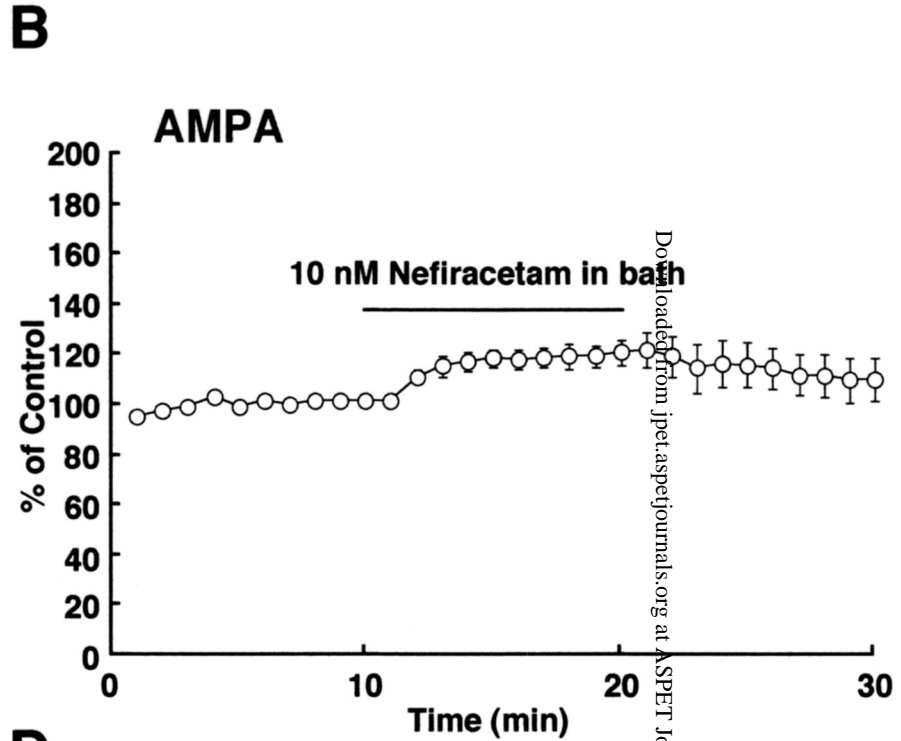 B
AMPA
200
180
160
140
120
100
80
60
40
20
0
% of Control
10 nM Nefiracetam in bath
0 10 20 30
Time (min)
Downloaded from jpet.aspetjournals.org at ASPET